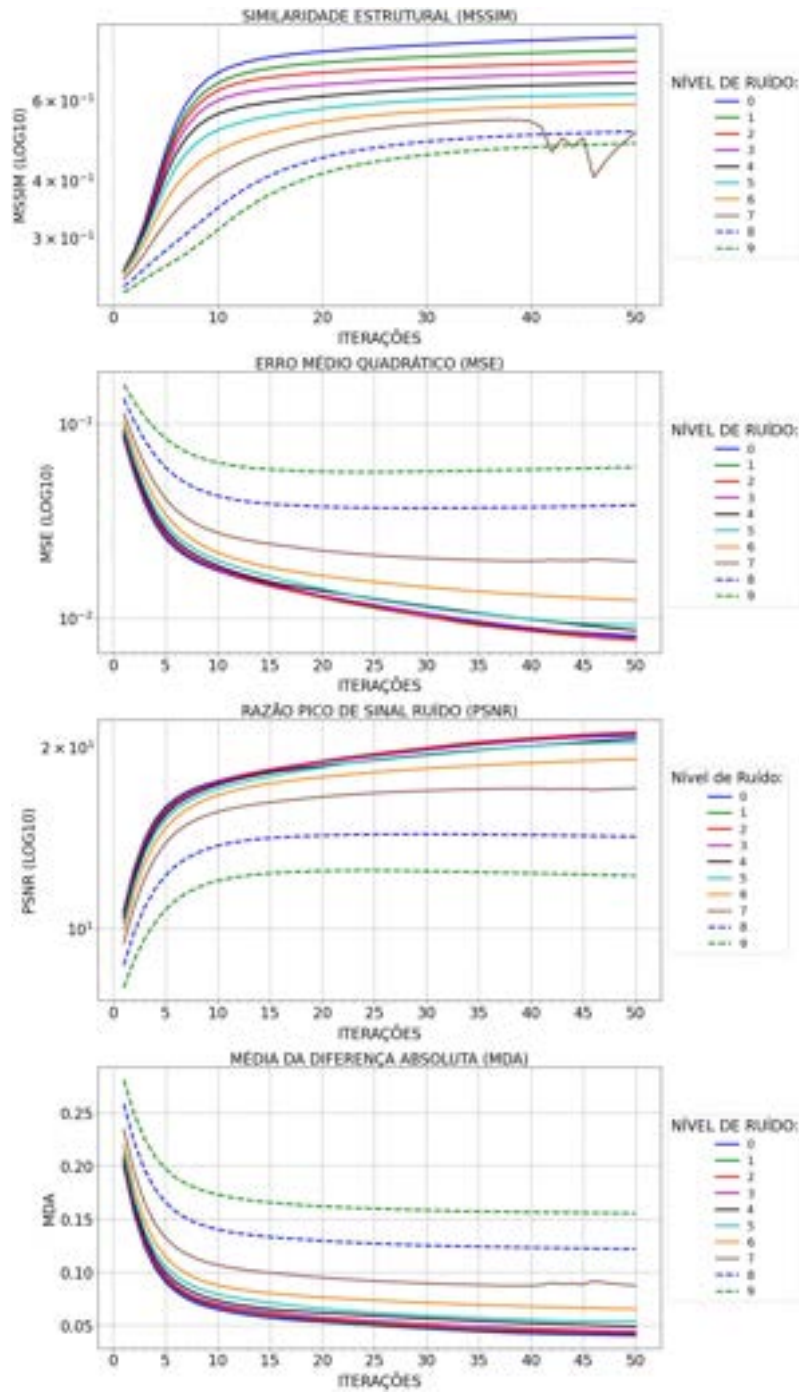 SIMILARIDADE ESTRUTURAL (MSSIM)
MSSIM (LOG10)
6 × 10⁻¹
4 × 10⁻¹
3 × 10⁻¹
0 10 20 30 40 50
ITERAÇÕES
NÍVEL DE RUÍDO:
0
1
2
3
4
5
6
7
8
9
ERRO MÉDIO QUADRÁTICO (MSE)
MSE (LOG10)
10⁻¹
10⁻²
0 5 10 15 20 25 30 35 40 45 50
ITERAÇÕES
NÍVEL DE RUÍDO:
0
1
2
3
4
5
6
7
8
9
RAZÃO PICO DE SINAL RUÍDO (PSNR)
PSNR (LOG10)
2 × 10¹
10¹
0 5 10 15 20 25 30 35 40 45 50
ITERAÇÕES
Nível de Ruído:
0
1
2
3
4
5
6
7
8
9
MÉDIA DA DIFERENÇA ABSOLUTA (MDA)
MDA
0.25
0.20
0.15
0.10
0.05
0 5 10 15 20 25 30 35 40 45 50
ITERAÇÕES
NÍVEL DE RUÍDO:
0
1
2
3
4
5
6
7
8
9